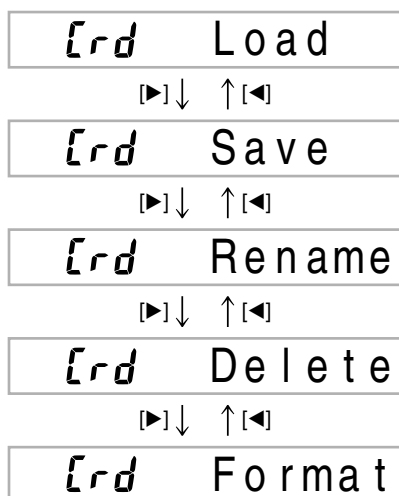 Crd Load
[►]↓ ↑[◄]
Crd Save
[►]↓ ↑[◄]
Crd Rename
[►]↓ ↑[◄]
Crd Delete
[►]↓ ↑[◄]
Crd Format